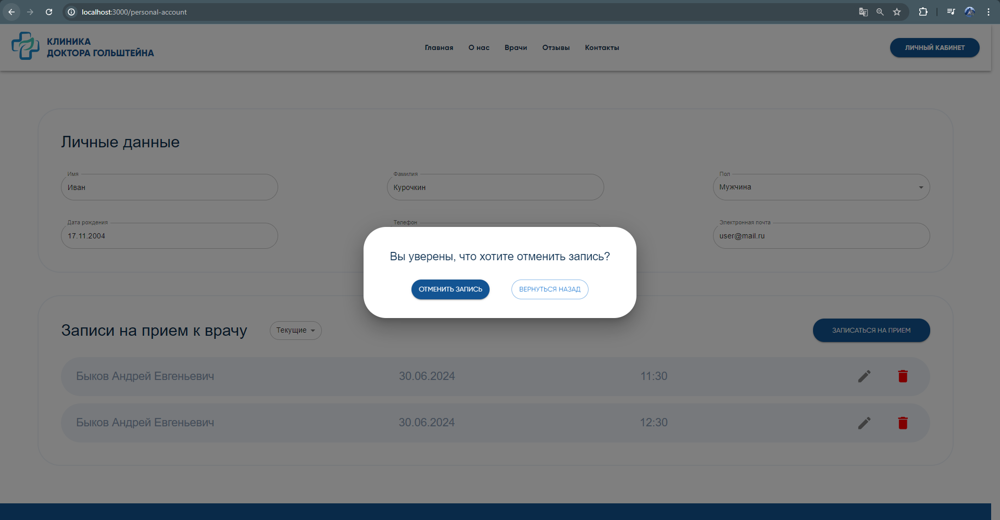 localhost:3000/personal-account
КЛИНИКА
ДОКТОРА ГОЛЬШТЕЙНА
Главная О нас Врачи Отзывы Контакты
ЛИЧНЫЙ КАБИНЕТ
Личные данные
Имя Фамилия Пол
Иван Курочкин Мужчина
Дата рождения Телефон Электронная почта
17.11.2004 user@mail.ru
Вы уверены, что хотите отменить запись?
ОТМЕНИТЬ ЗАПИСЬ ВЕРНУТЬСЯ НАЗАД
Записи на прием к врачу Текущие ЗАПИСАТЬСЯ НА ПРИЕМ
Быков Андрей Евгеньевич 30.06.2024 11:30
Быков Андрей Евгеньевич 30.06.2024 12:30